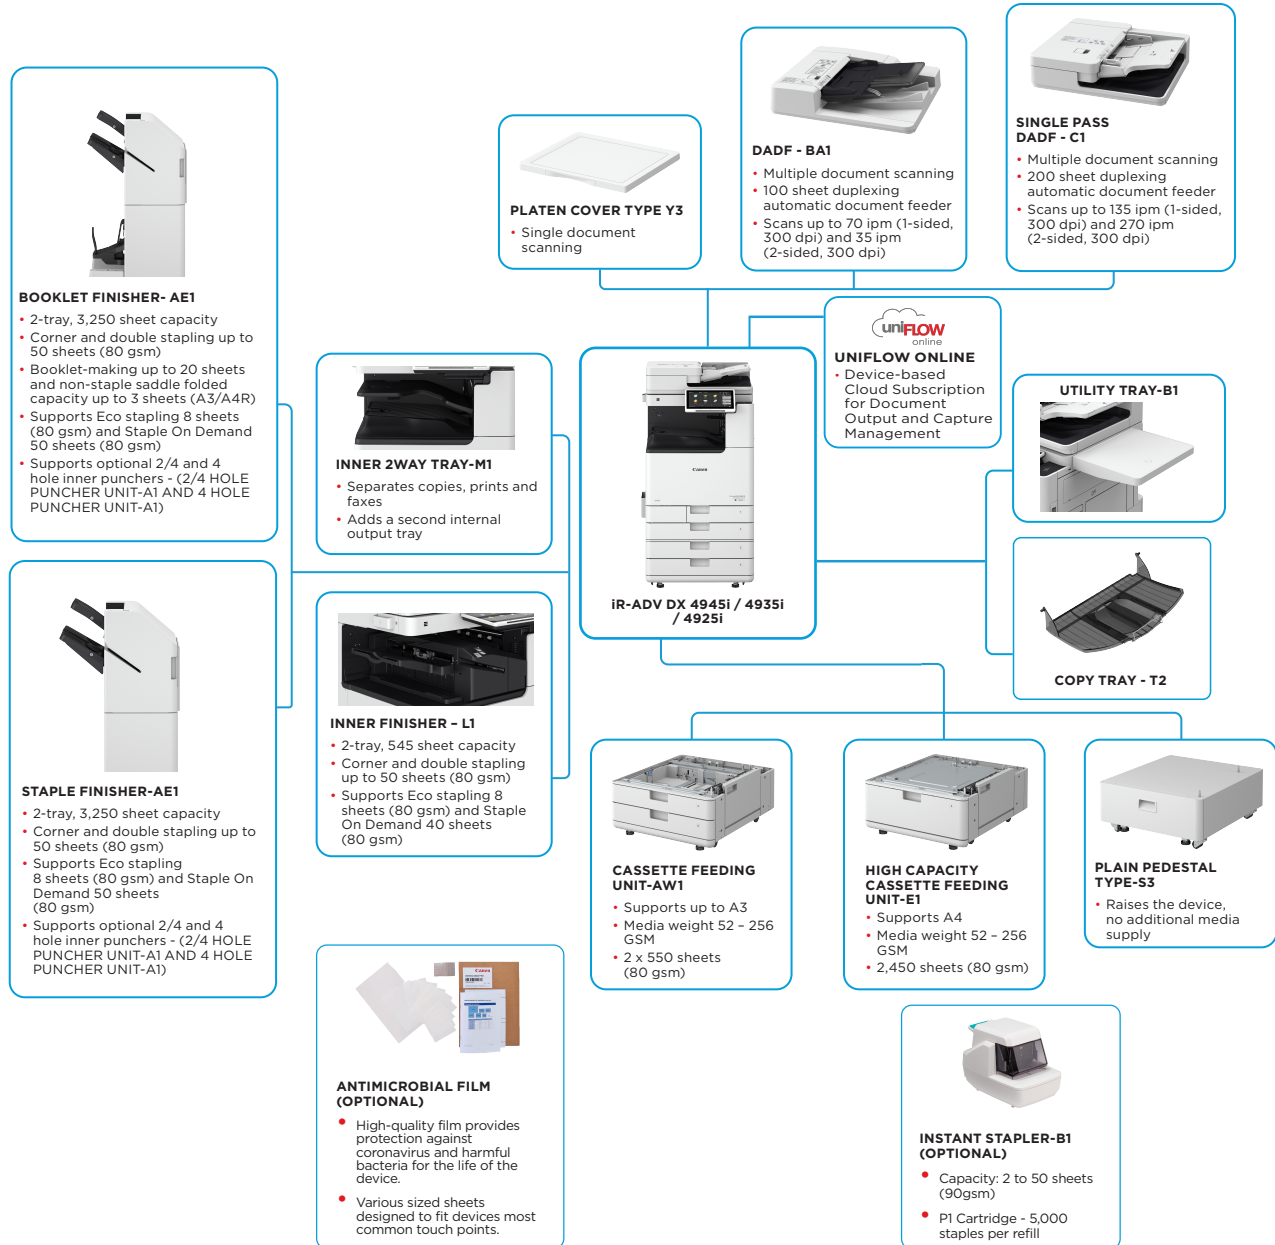 BOOKLET FINISHER- AE1
• 2-tray, 3,250 sheet capacity
• Corner and double stapling up to
50 sheets (80 gsm)
• Booklet-making up to 20 sheets
and non-staple saddle folded
capacity up to 3 sheets (A3/A4R)
• Supports Eco stapling 8 sheets
(80 gsm) and Staple On Demand
50 sheets (80 gsm)
• Supports optional 2/4 and 4
hole inner punchers - (2/4 HOLE
PUNCHER UNIT-A1 AND 4 HOLE
PUNCHER UNIT-A1)
STAPLE FINISHER-AE1
• 2-tray, 3,250 sheet capacity
• Corner and double stapling up to
50 sheets (80 gsm)
• Supports Eco stapling
8 sheets (80 gsm) and Staple On
Demand 50 sheets
(80 gsm)
• Supports optional 2/4 and 4
hole inner punchers - (2/4 HOLE
PUNCHER UNIT-A1 AND 4 HOLE
PUNCHER UNIT-A1)
INNER 2WAY TRAY-M1
• Separates copies, prints and
faxes
• Adds a second internal
output tray
INNER FINISHER – L1
• 2-tray, 545 sheet capacity
• Corner and double stapling
up to 50 sheets (80 gsm)
• Supports Eco stapling 8
sheets (80 gsm) and Staple
On Demand 40 sheets
(80 gsm)
PLATEN COVER TYPE Y3
• Single document
scanning
DADF - BA1
• Multiple document scanning
• 100 sheet duplexing
automatic document feeder
• Scans up to 70 ipm (1-sided,
300 dpi) and 35 ipm
(2-sided, 300 dpi)
SINGLE PASS
DADF - C1
• Multiple document scanning
• 200 sheet duplexing
automatic document feeder
• Scans up to 135 ipm (1-sided,
300 dpi) and 270 ipm
(2-sided, 300 dpi)
uniFLOW
online
UNIFLOW ONLINE
• Device-based
Cloud Subscription
for Document
Output and Capture
Management
Canon
iR-ADV DX 4945i / 4935i
/ 4925i
UTILITY TRAY-B1
COPY TRAY - T2
CASSETTE FEEDING
UNIT-AW1
• Supports up to A3
• Media weight 52 – 256
GSM
• 2 x 550 sheets
(80 gsm)
HIGH CAPACITY
CASSETTE FEEDING
UNIT-E1
• Supports A4
• Media weight 52 – 256
GSM
• 2,450 sheets (80 gsm)
PLAIN PEDESTAL
TYPE-S3
• Raises the device,
no additional media
supply
Canon
ANTIMICROBIAL FILM
(OPTIONAL)
• High-quality film provides
protection against
coronavirus and harmful
bacteria for the life of the
device.
• Various sized sheets
designed to fit devices most
common touch points.
INSTANT STAPLER-B1
(OPTIONAL)
• Capacity: 2 to 50 sheets
(90gsm)
• P1 Cartridge - 5,000
staples per refill